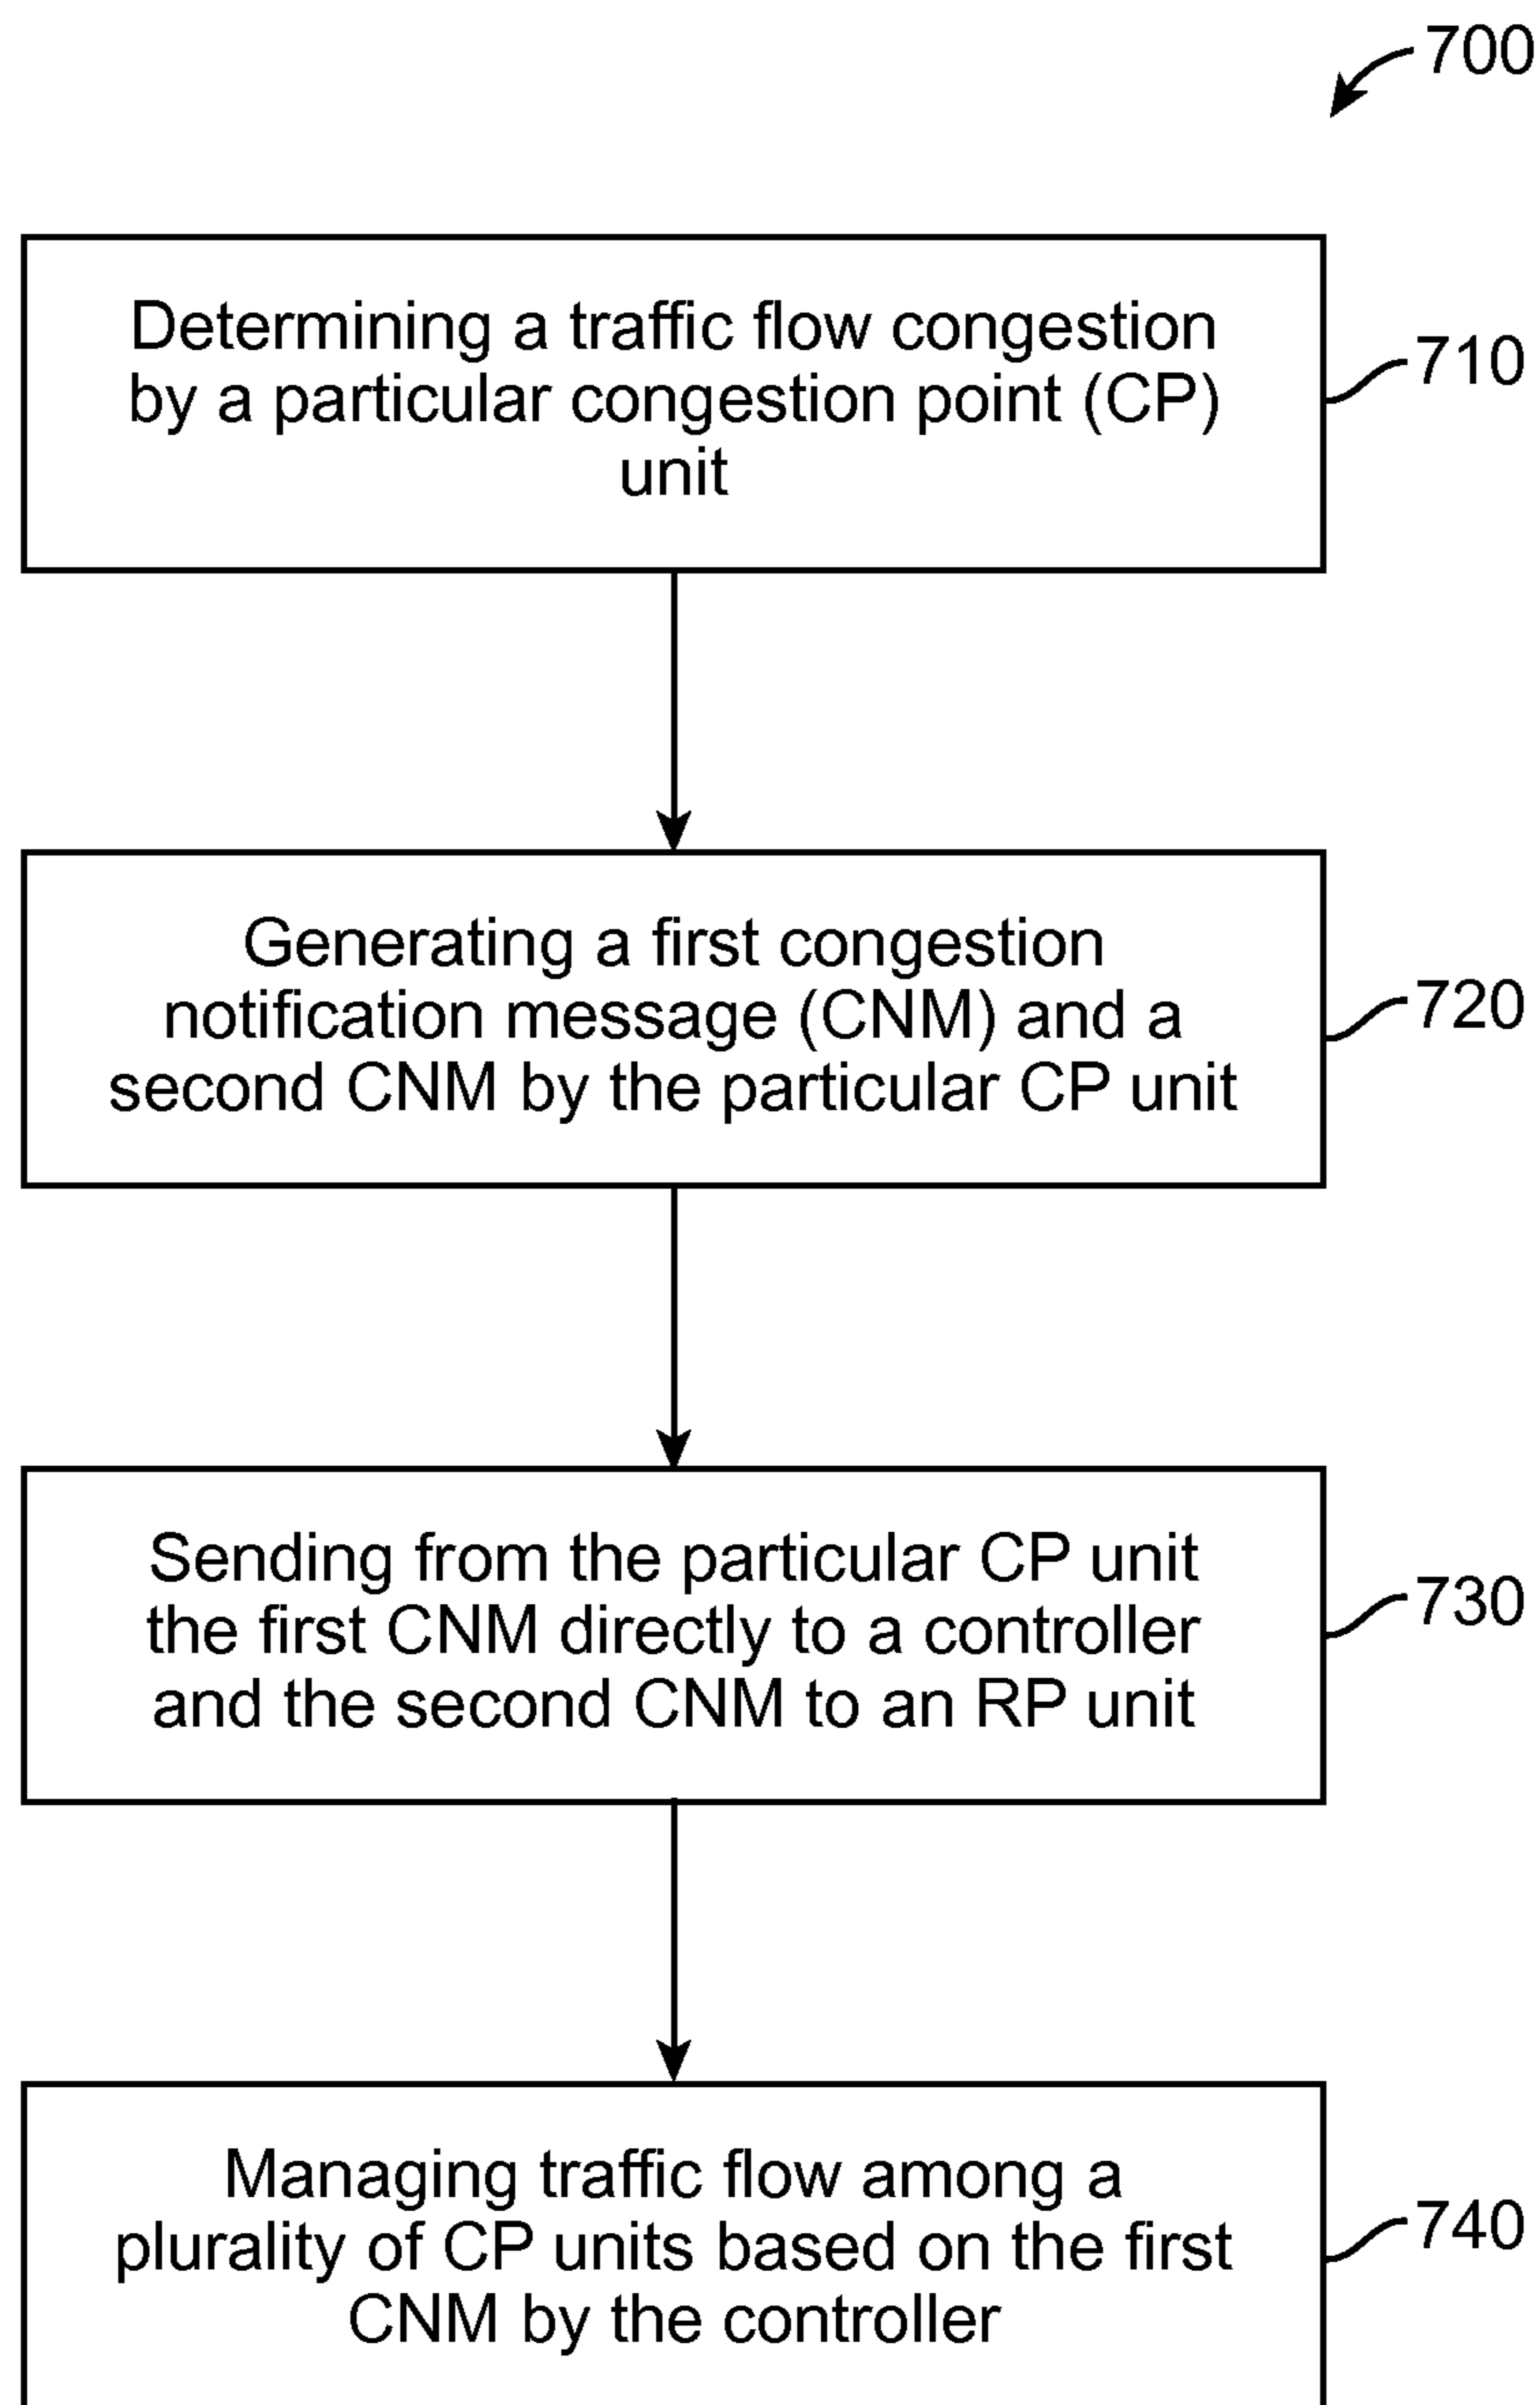 700
Determining a traffic flow congestion
by a particular congestion point (CP)
unit
710
Generating a first congestion
notification message (CNM) and a
second CNM by the particular CP unit
720
Sending from the particular CP unit
the first CNM directly to a controller
and the second CNM to an RP unit
730
Managing traffic flow among a
plurality of CP units based on the first
CNM by the controller
740